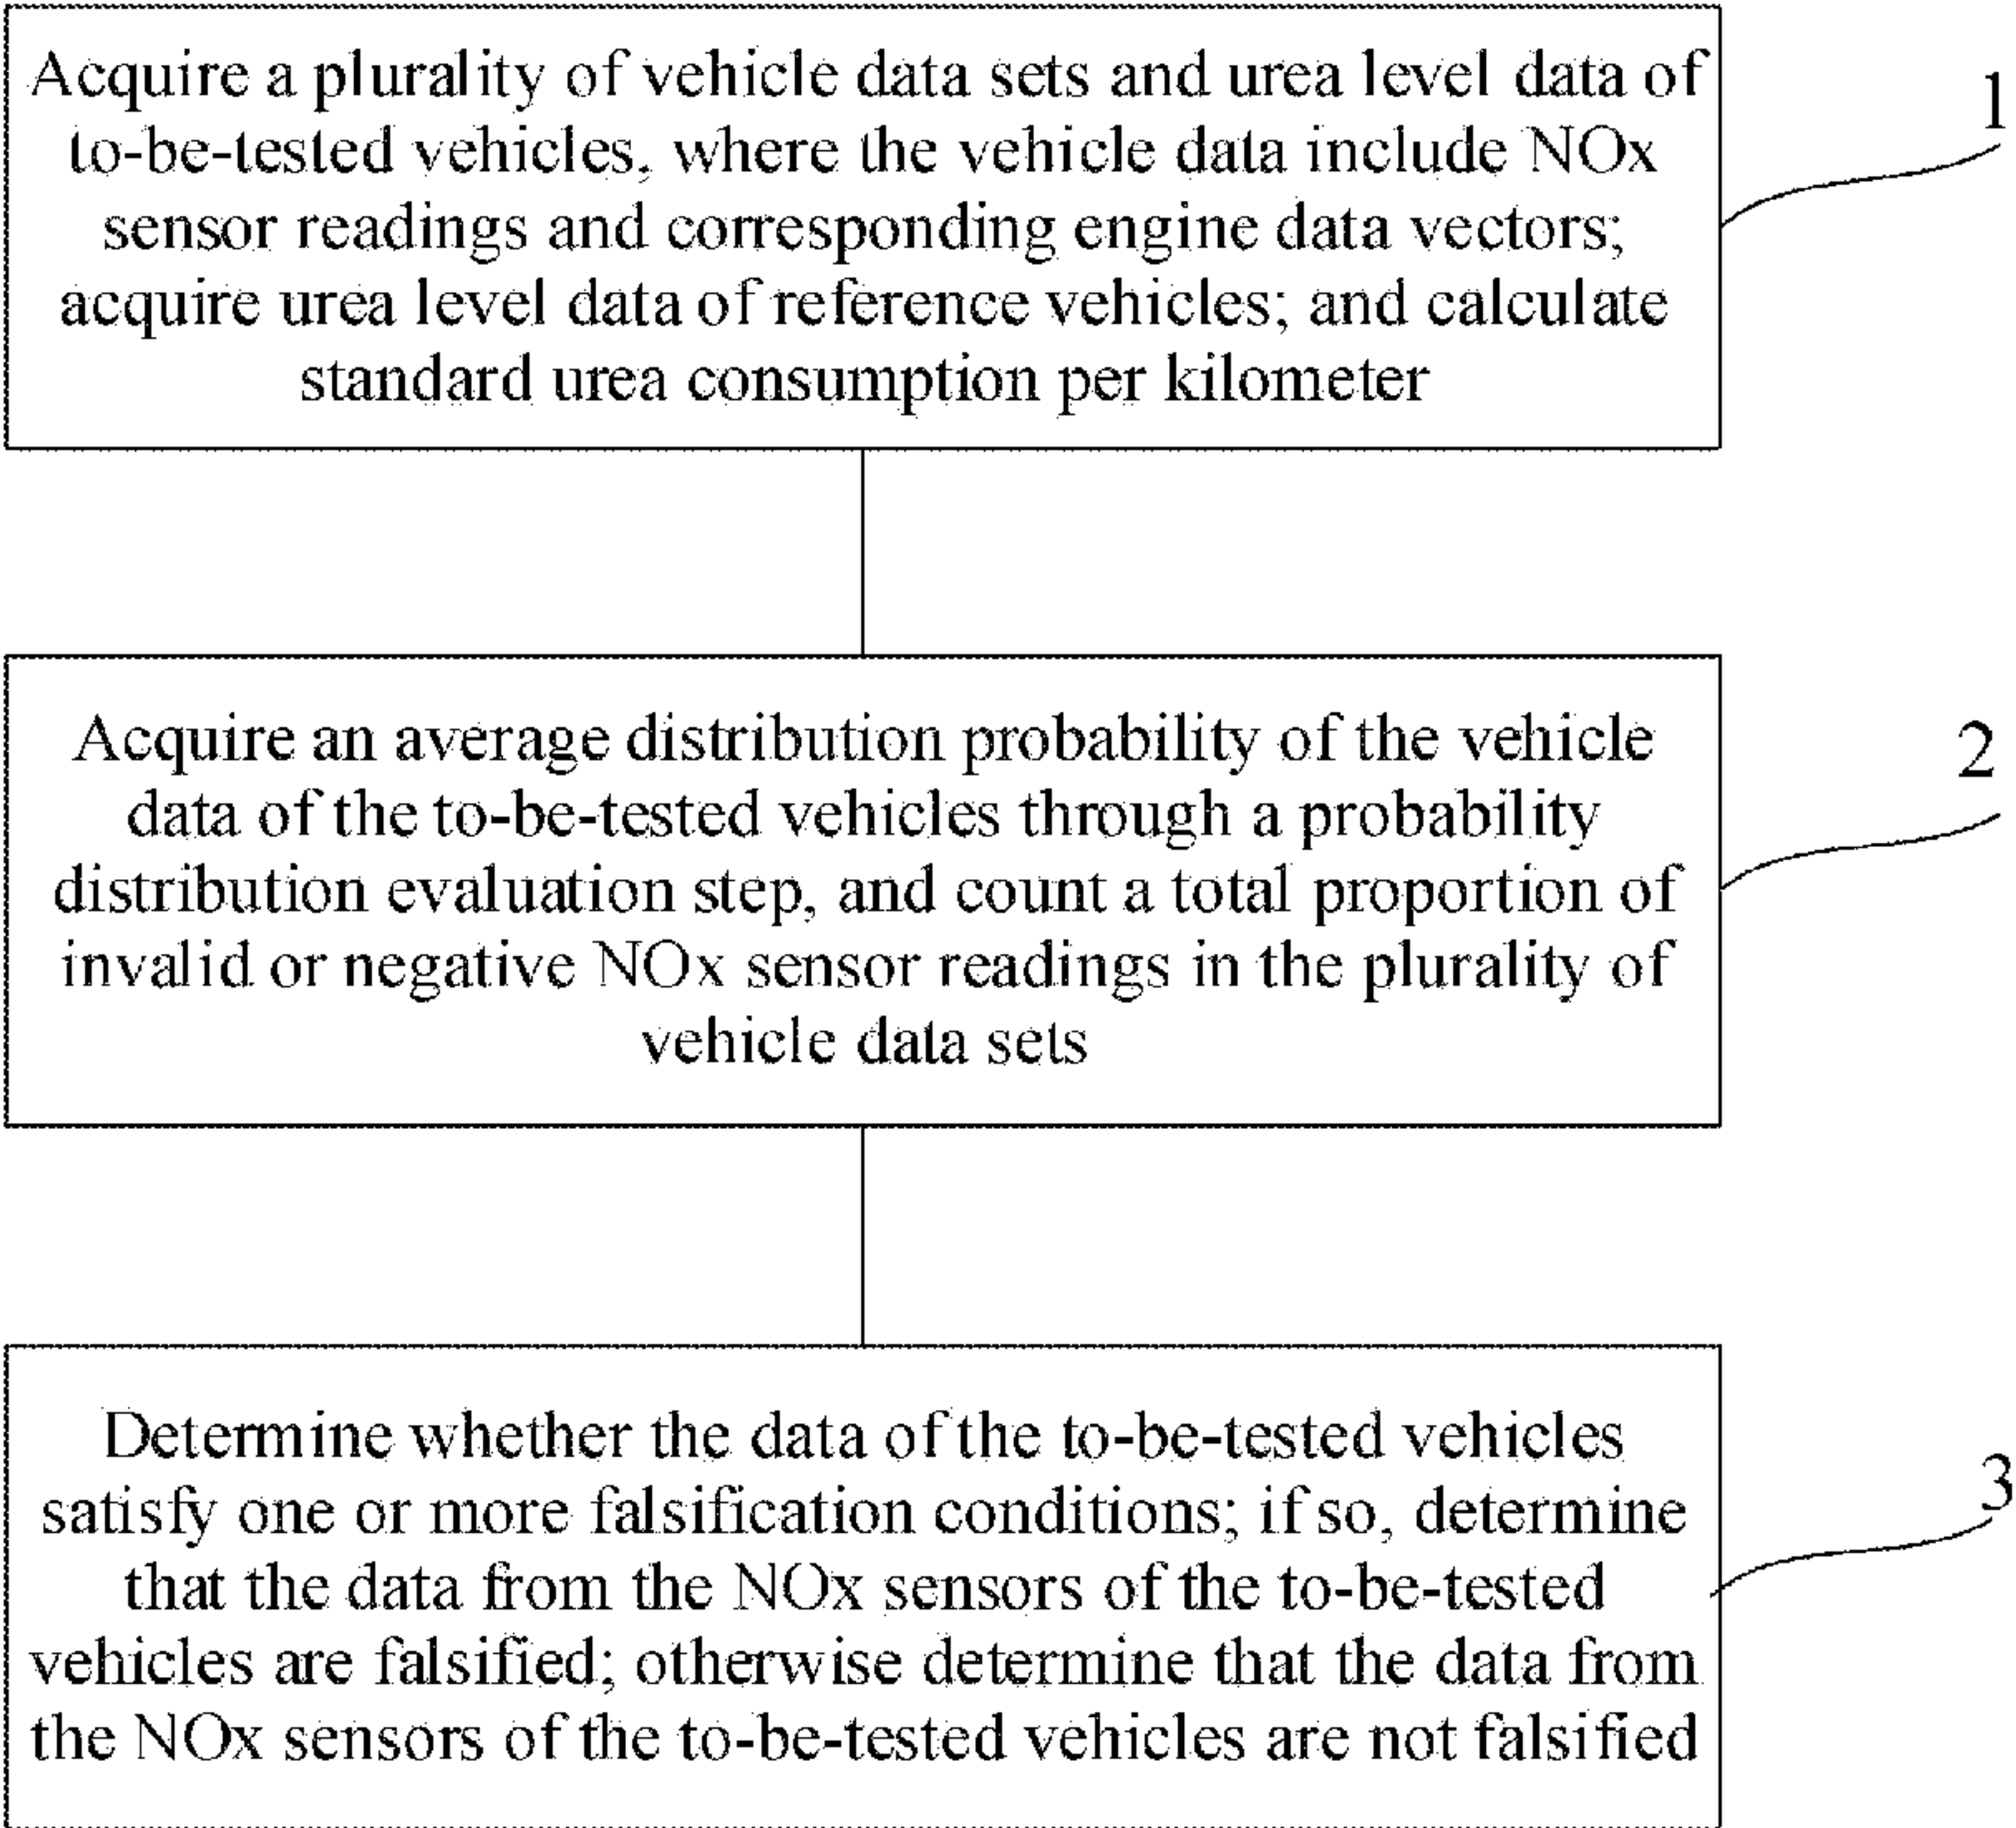 Acquire a plurality of vehicle data sets and urea level data of
to-be-tested vehicles, where the vehicle data include NOx
sensor readings and corresponding engine data vectors;
acquire urea level data of reference vehicles; and calculate
standard urea consumption per kilometer
1
Acquire an average distribution probability of the vehicle
data of the to-be-tested vehicles through a probability
distribution evaluation step, and count a total proportion of
invalid or negative NOx sensor readings in the plurality of
vehicle data sets
2
Determine whether the data of the to-be-tested vehicles
satisfy one or more falsification conditions; if so, determine
that the data from the NOx sensors of the to-be-tested
vehicles are falsified; otherwise determine that the data from
the NOx sensors of the to-be-tested vehicles are not falsified
3